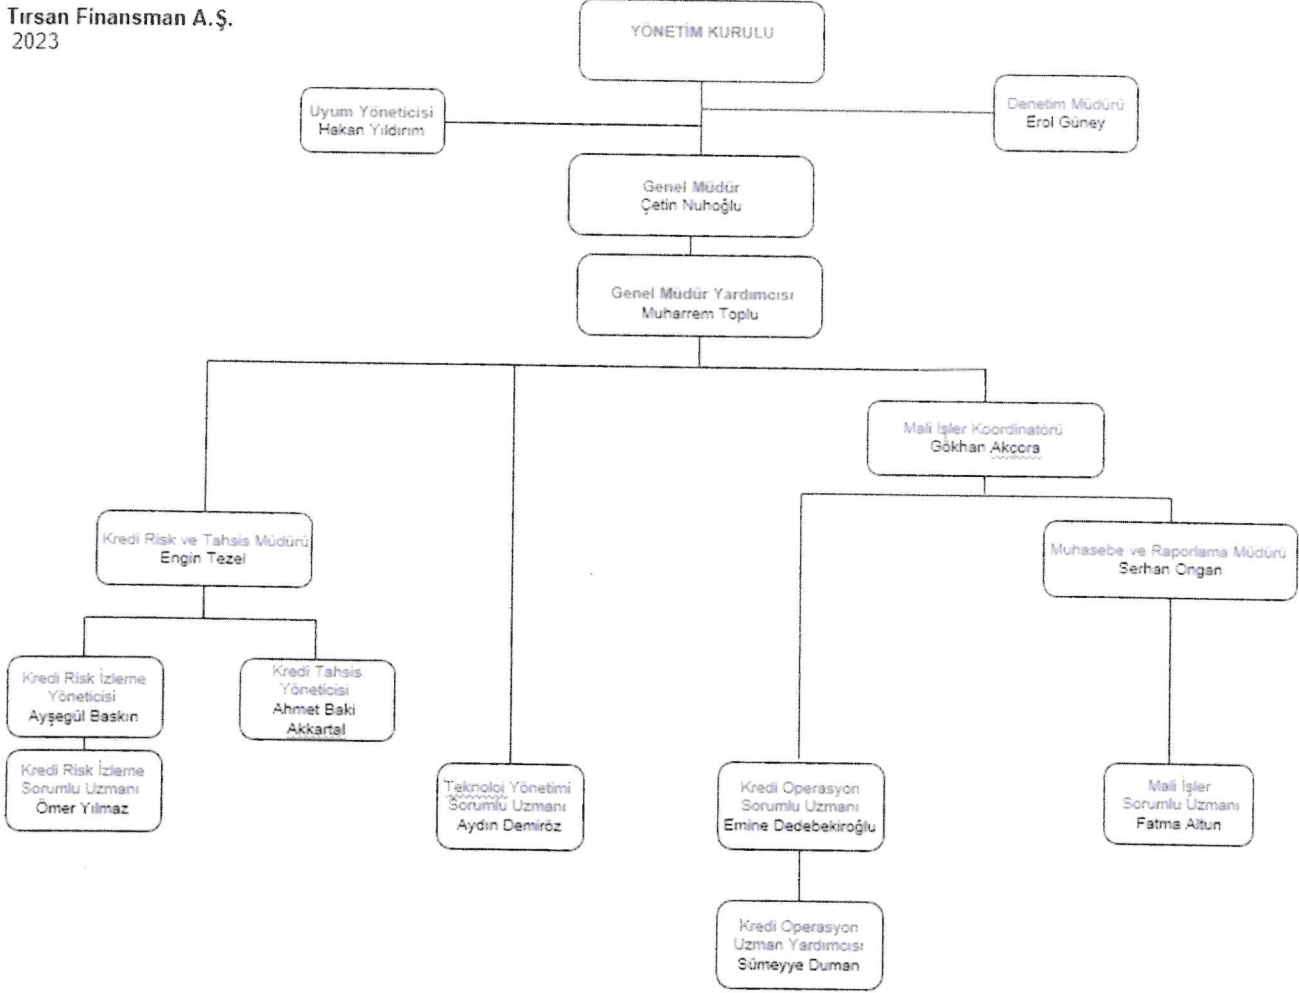 Tırsan Finansman A.Ş.
2023
YÖNETİM KURULU
Uyum Yöneticisi
Hakan Yıldırım
Denetim Müdürü
Erol Güney
Genel Müdür
Çetin Nuhoğlu
Genel Müdür Yardımcısı
Muharrem Toplu
Mali İşler Koordinatörü
Gökhan Akçora
Kredi Risk ve Tahsis Müdürü
Engin Tezel
Muhasebe ve Raporlama Müdürü
Serhan Ongan
Kredi Risk İzleme
Yöneticisi
Ayşegül Baskın
Kredi Tahsis
Yöneticisi
Ahmet Baki
Akkartal
Kredi Risk İzleme
Sorumlu Uzmanı
Ömer Yılmaz
Teknoloji Yönetimi
Sorumlu Uzmanı
Aydın Demiröz
Kredi Operasyon
Sorumlu Uzmanı
Emine Dedebekiroğlu
Mali İşler
Sorumlu Uzmanı
Fatma Altun
Kredi Operasyon
Uzman Yardımcısı
Sümeyye Duman